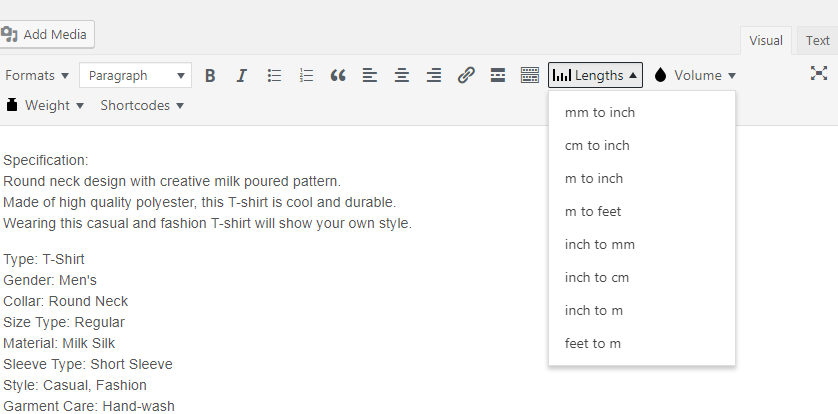 Add Media
Visual Text
Formats Paragraph B I Lengths Volume
Weight Shortcodes
mm to inch
cm to inch
m to inch
m to feet
inch to mm
inch to cm
inch to m
feet to m
Specification:
Round neck design with creative milk poured pattern.
Made of high quality polyester, this T-shirt is cool and durable.
Wearing this casual and fashion T-shirt will show your own style.
Type: T-Shirt
Gender: Men's
Collar: Round Neck
Size Type: Regular
Material: Milk Silk
Sleeve Type: Short Sleeve
Style: Casual, Fashion
Garment Care: Hand-wash